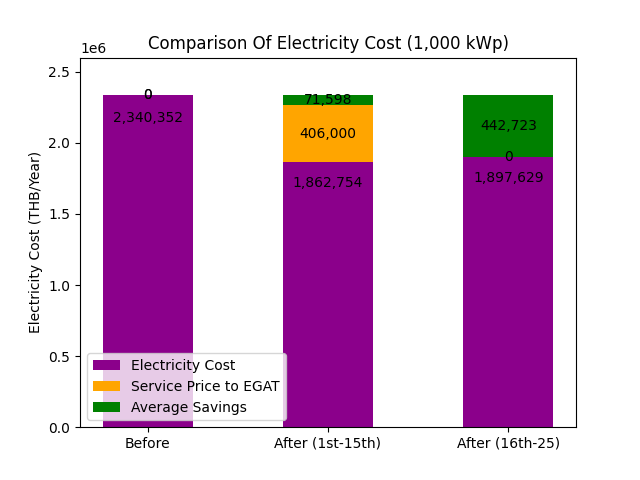 Comparison Of Electricity Cost (1,000 kWp)
1e6
Electricity Cost (THB/Year)
2.5
2.0
1.5
1.0
0.5
0.0
0
2,340,352
71,598
406,000
1,862,754
442,723
0
1,897,629
Electricity Cost
Service Price to EGAT
Average Savings
Before
After (1st-15th)
After (16th-25)